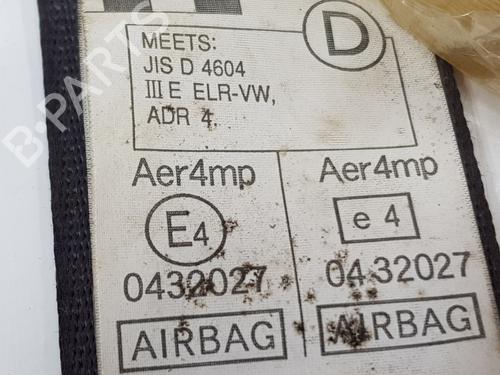 MEETS:
JIS D 4604
III E ELR-VW,
ADR 4.
D
Aer4mp
E4
0432027
AIRBAG
Aer4mp
e 4
0432027
AIRBAG
B-PARTS